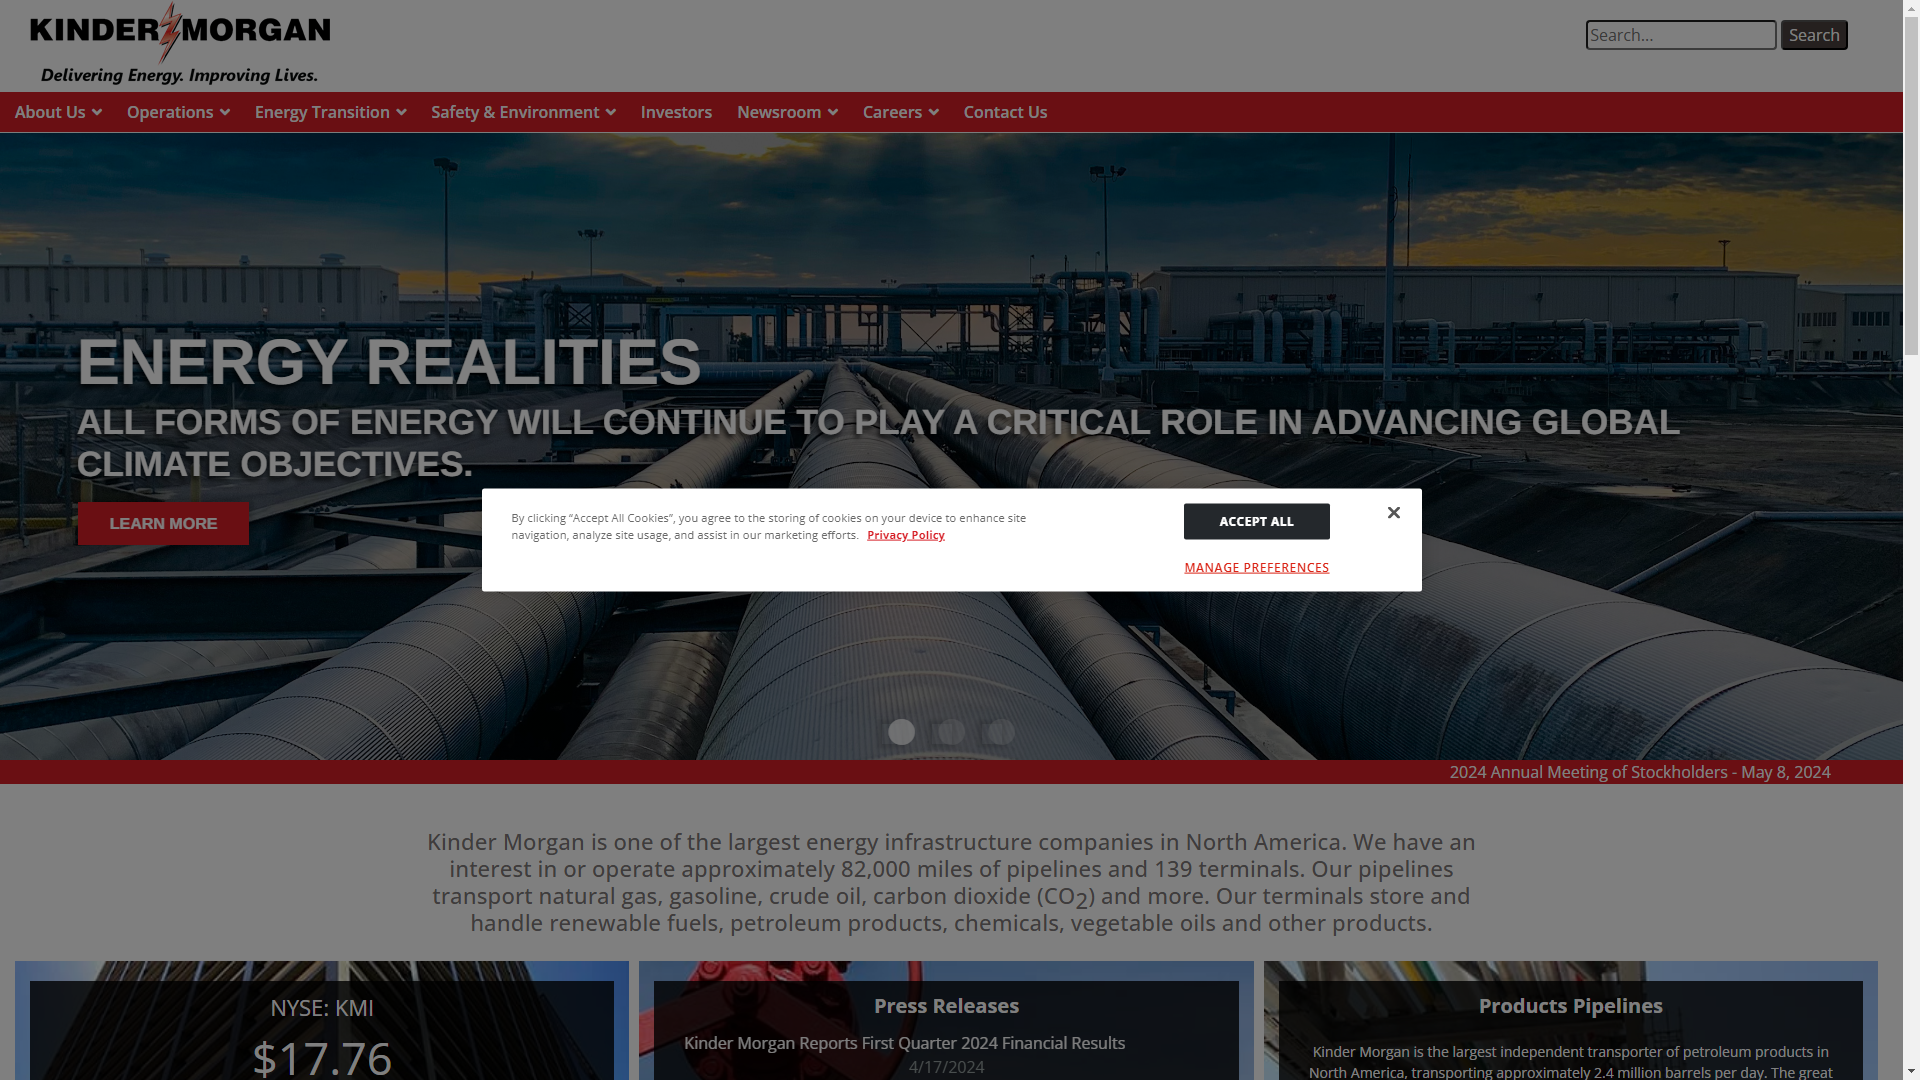 KINDER MORGAN
Delivering Energy. Improving Lives.
Search...
Search
About Us
Operations
Energy Transition
Safety & Environment
Investors
Newsroom
Careers
Contact Us
ENERGY REALITIES
ALL FORMS OF ENERGY WILL CONTINUE TO PLAY A CRITICAL ROLE IN ADVANCING GLOBAL
CLIMATE OBJECTIVES.
LEARN MORE
By clicking “Accept All Cookies”, you agree to the storing of cookies on your device to enhance site
navigation, analyze site usage, and assist in our marketing efforts. Privacy Policy
ACCEPT ALL
MANAGE PREFERENCES
2024 Annual Meeting of Stockholders - May 8, 2024
Kinder Morgan is one of the largest energy infrastructure companies in North America. We have an
interest in or operate approximately 82,000 miles of pipelines and 139 terminals. Our pipelines
transport natural gas, gasoline, crude oil, carbon dioxide (CO2) and more. Our terminals store and
handle renewable fuels, petroleum products, chemicals, vegetable oils and other products.
NYSE: KMI
$17.76
Press Releases
Kinder Morgan Reports First Quarter 2024 Financial Results
4/17/2024
Products Pipelines
Kinder Morgan is the largest independent transporter of petroleum products in
North America, transporting approximately 2.4 million barrels per day. The great